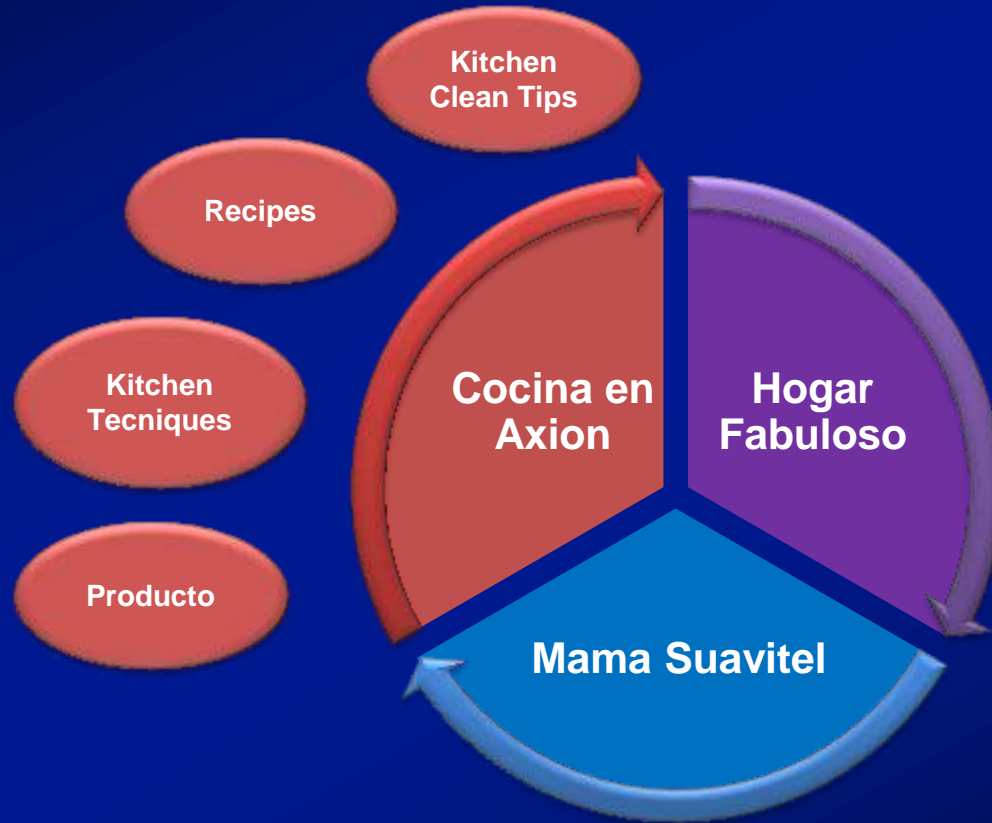 Kitchen
Clean Tips
Recipes
Kitchen
Tecniques
Producto
Cocina en
Axion
Hogar
Fabuloso
Mama Suavitel